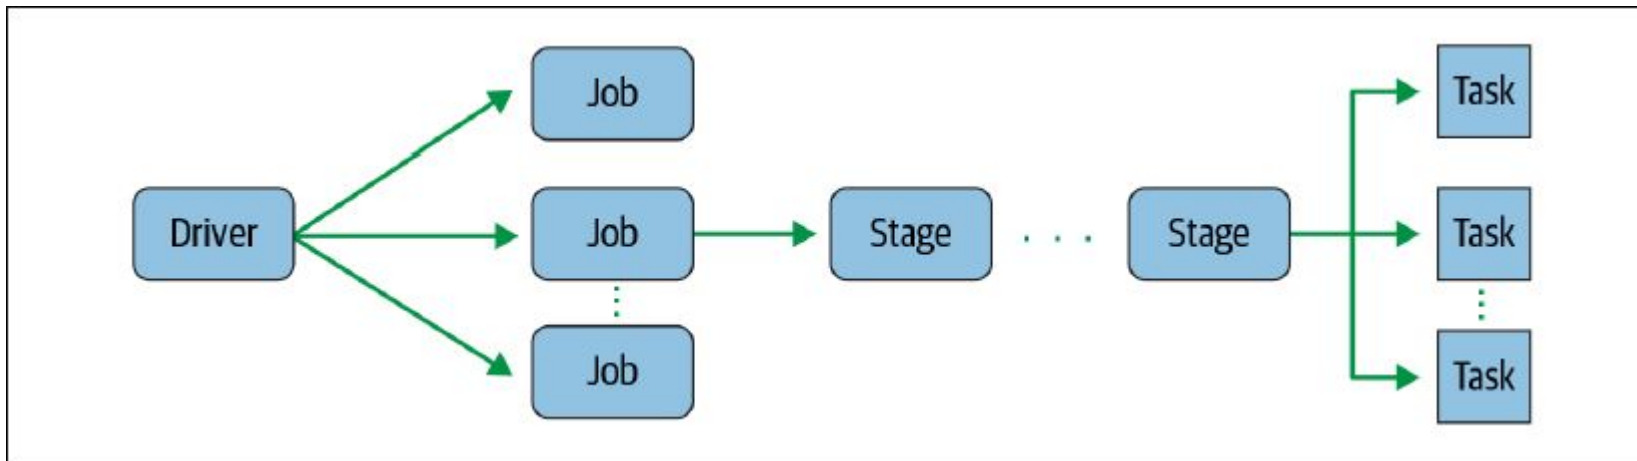 Job
Task
Driver
Job
Stage
Stage
Task
Job
Task